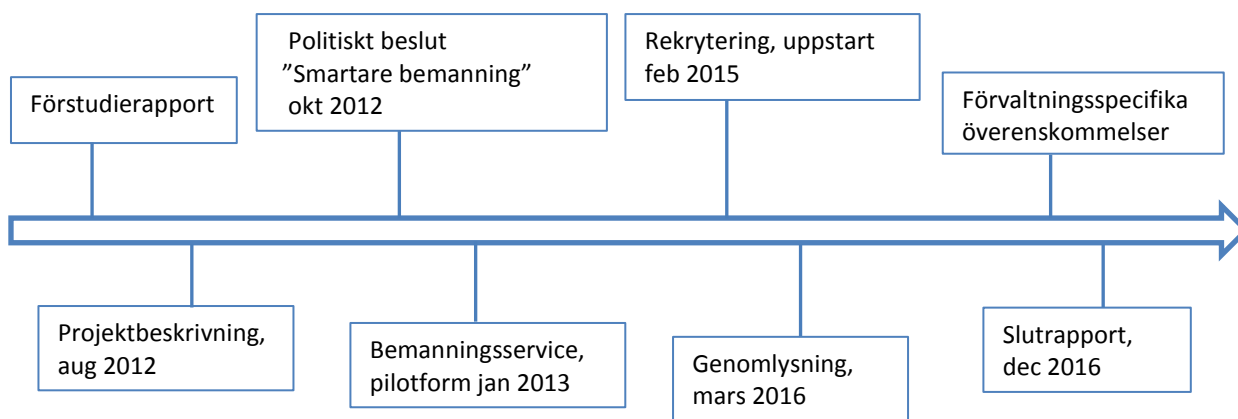 Förstudierapport
Politiskt beslut
”Smartare bemanning”
okt 2012
Rekrytering, uppstart
feb 2015
Förvaltningsspecifika
överenskommelser
Projektbeskrivning,
aug 2012
Bemanningsservice,
pilotform jan 2013
Genomlysning,
mars 2016
Slutrapport,
dec 2016